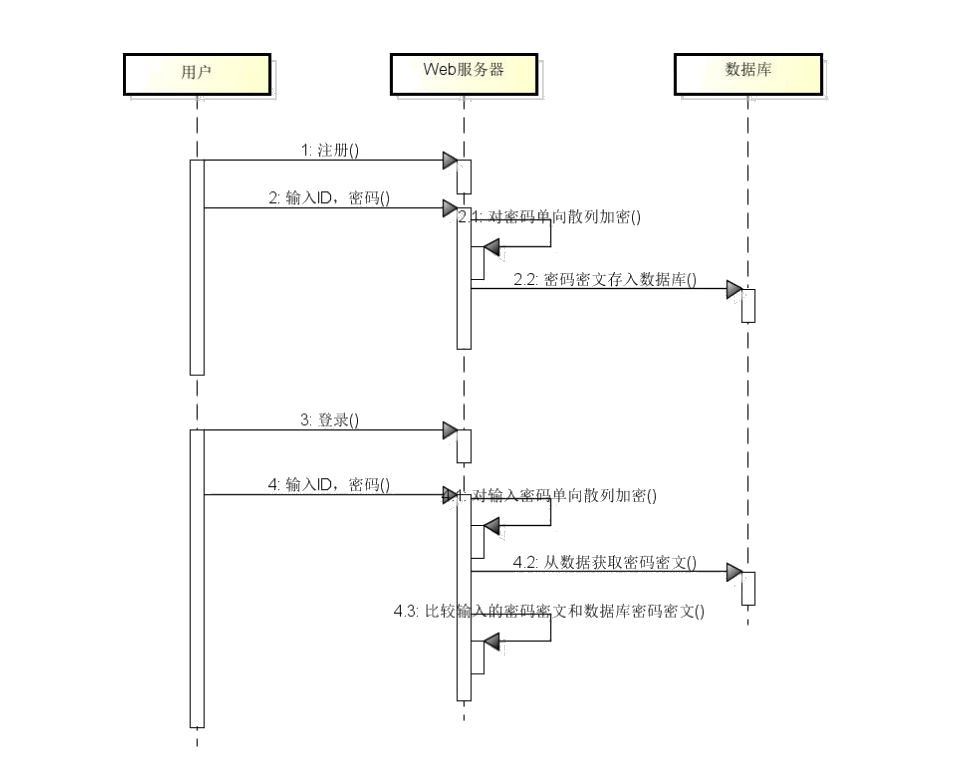 用户
Web服务器
数据库
1: 注册()
2: 输入ID，密码()
2.1: 对密码单向散列加密()
2.2: 密码密文存入数据库()
3: 登录()
4: 输入ID，密码()
4.1: 对输入密码单向散列加密()
4.2: 从数据获取密码密文()
4.3: 比较输入的密码密文和数据库密码密文()